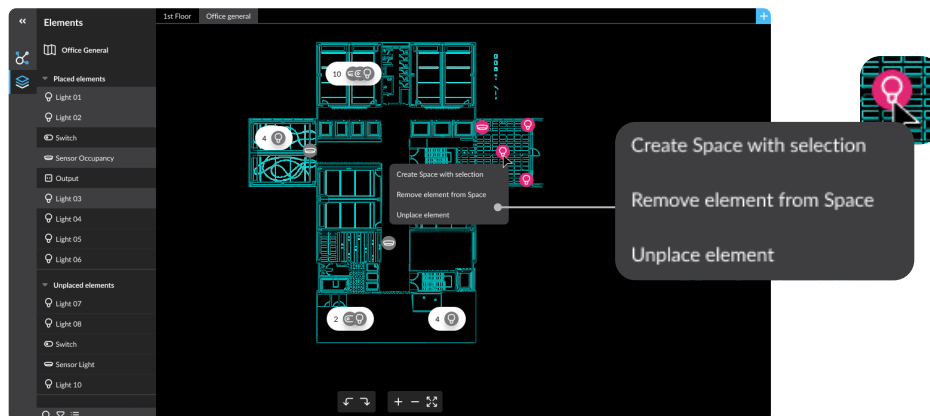 Elements
1st Floor
Office general
Office General
Placed elements
Light 01
Light 02
Switch
Sensor Occupancy
Output
Light 03
Light 04
Light 05
Light 06
Unplaced elements
Light 07
Light 08
Switch
Sensor Light
Light 10
10
4
Create Space with selection
Remove element from Space
Unplace element
2
4
Create Space with selection
Remove element from Space
Unplace element